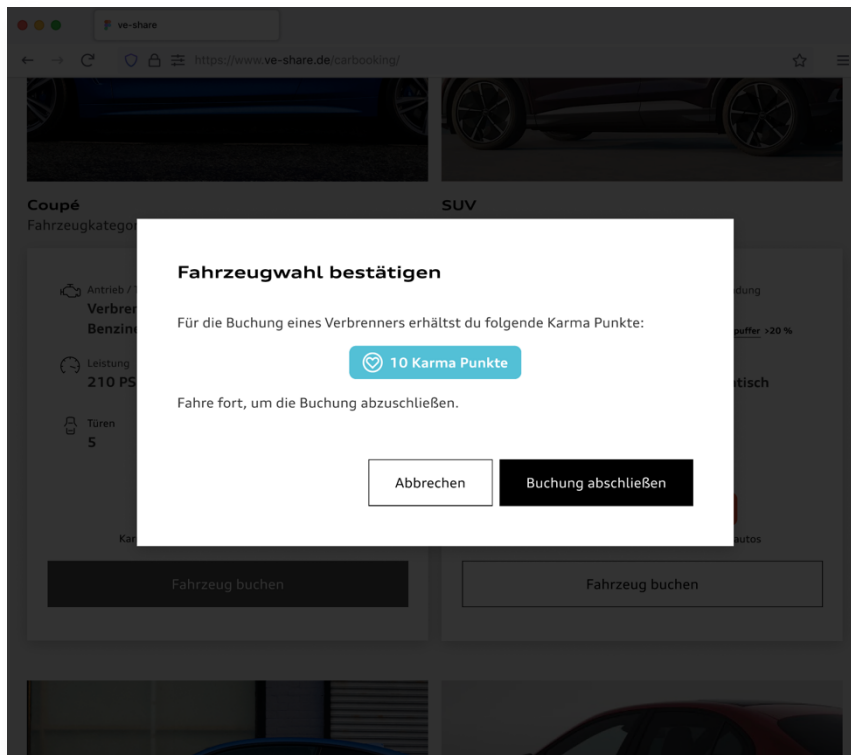 ve-share
https://www.ve-share.de/carbooking/
Coupé
SUV
Fahrzeugkategor
Fahrzeugwahl bestätigen
Für die Buchung eines Verbrenners erhältst du folgende Karma Punkte:
10 Karma Punkte
Fahre fort, um die Buchung abzuschließen.
Abbrechen
Buchung abschließen
Antrieb / T
Verbren
Benzine
Leistung
210 PS
Türen
5
Kar
dung
puffer >20 %
tisch
autos
Fahrzeug buchen
Fahrzeug buchen